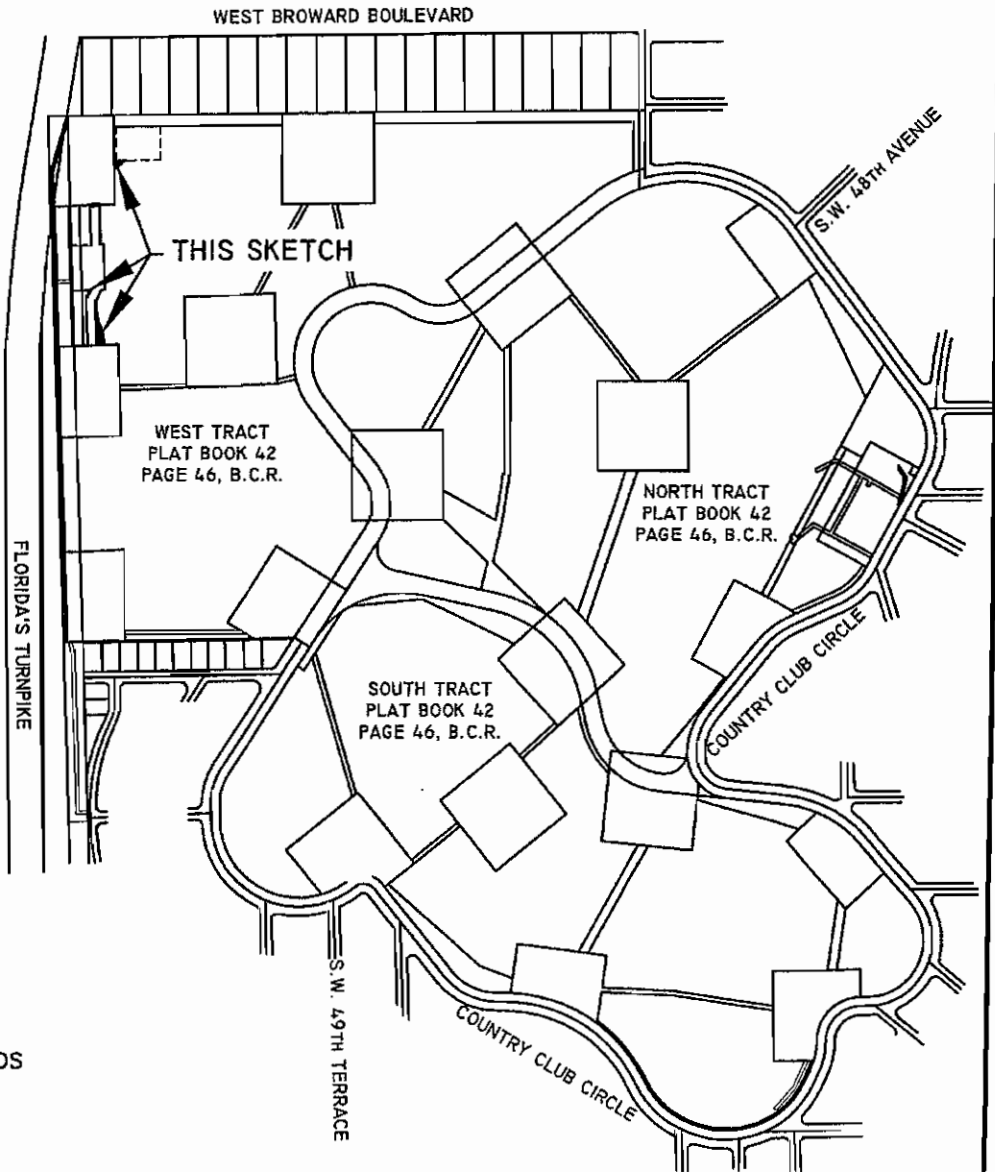 WEST BROWARD BOULEVARD
S.W. 48TH AVENUE
THIS SKETCH
WEST TRACT
PLAT BOOK 42
PAGE 46, B.C.R.
NORTH TRACT
PLAT BOOK 42
PAGE 46, B.C.R.
FLORIDA'S TURNPIKE
COUNTRY CLUB CIRCLE
SOUTH TRACT
PLAT BOOK 42
PAGE 46, B.C.R.
S.W. 49TH TERRACE
COUNTRY CLUB CIRCLE